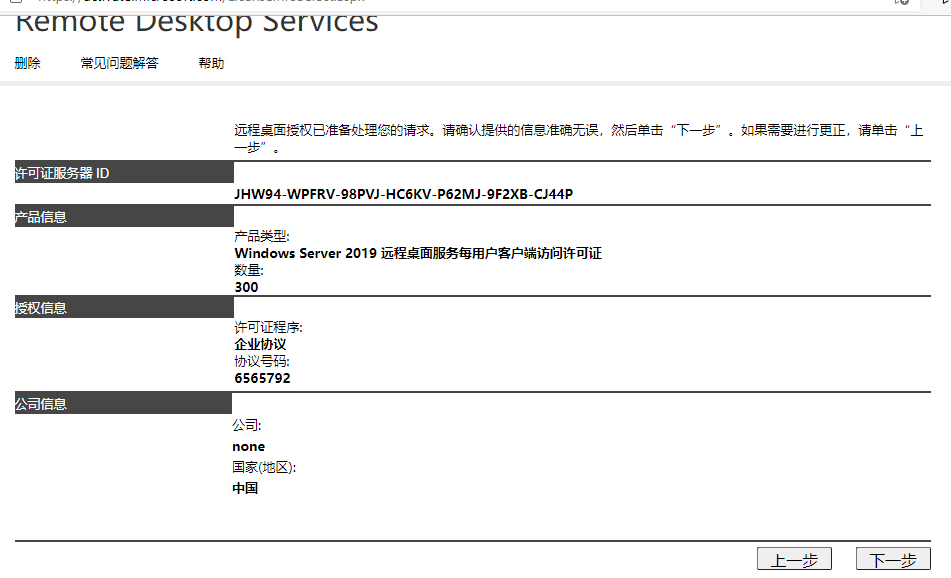 Remote Desktop Services
删除 常见问题解答 帮助
远程桌面授权已准备处理您的请求。请确认提供的信息准确无误，然后单击“下一步”。如果需要进行更正，请单击“上
一步”。
许可证服务器 ID
JHW94-WPFRV-98PVJ-HC6KV-P62MJ-9F2XB-CJ44P
产品信息
产品类型:
Windows Server 2019 远程桌面服务每用户客户端访问许可证
数量:
300
授权信息
许可证程序:
企业协议
协议号码:
6565792
公司信息
公司:
none
国家(地区):
中国
上一步 下一步